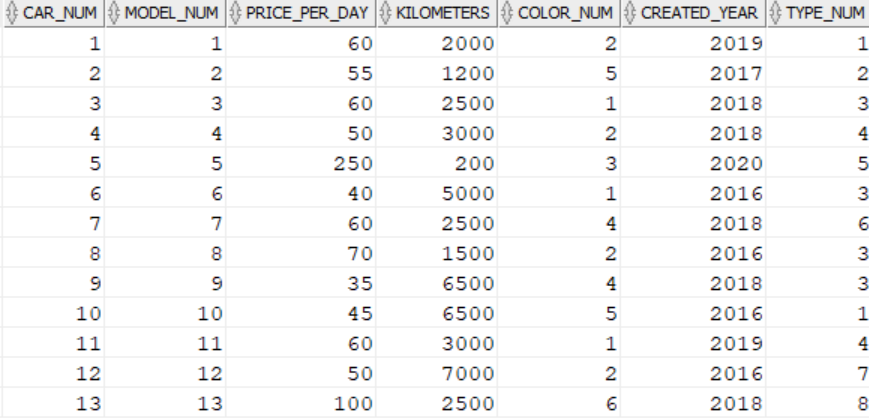 CAR_NUM MODEL_NUM PRICE_PER_DAY KILOMETERS COLOR_NUM CREATED_YEAR TYPE_NUM
1 1 60 2000 2 2019 1
2 2 55 1200 5 2017 2
3 3 60 2500 1 2018 3
4 4 50 3000 2 2018 4
5 5 250 200 3 2020 5
6 6 40 5000 1 2016 3
7 7 60 2500 4 2018 6
8 8 70 1500 2 2016 3
9 9 35 6500 4 2018 3
10 10 45 6500 5 2016 1
11 11 60 3000 1 2019 4
12 12 50 7000 2 2016 7
13 13 100 2500 6 2018 8